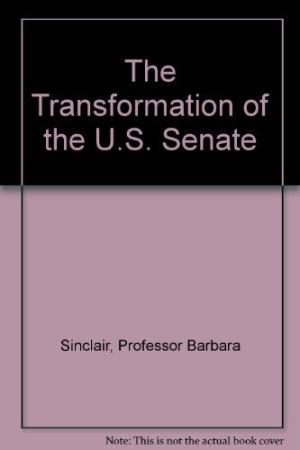 The
Transformation of
the U.S. Senate
Sinclair, Professor Barbara
Note: This is not the actual book cover